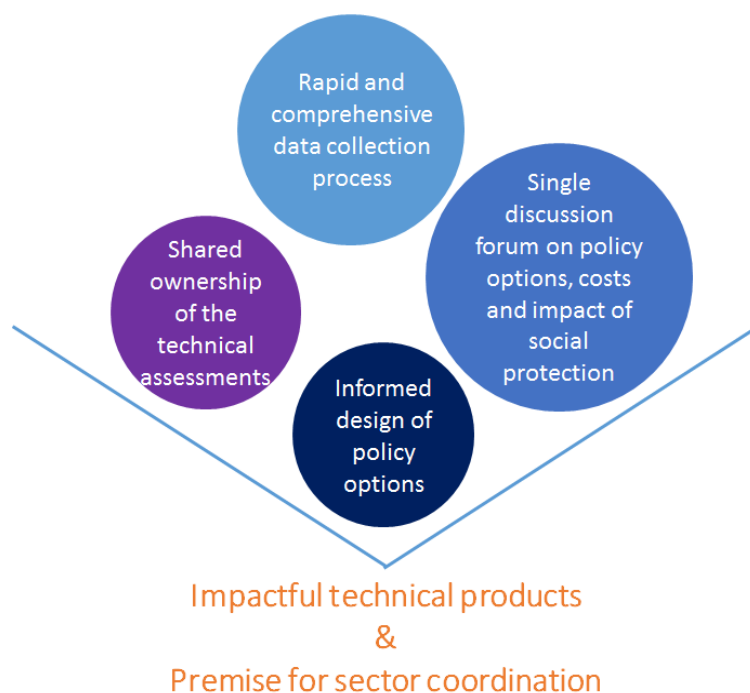 Rapid and
comprehensive
data collection
process
Single
discussion
forum on policy
options, costs
and impact of
social
protection
Shared
ownership
of the
technical
assessments
Informed
design of
policy
options
Impactful technical products
&
Premise for sector coordination